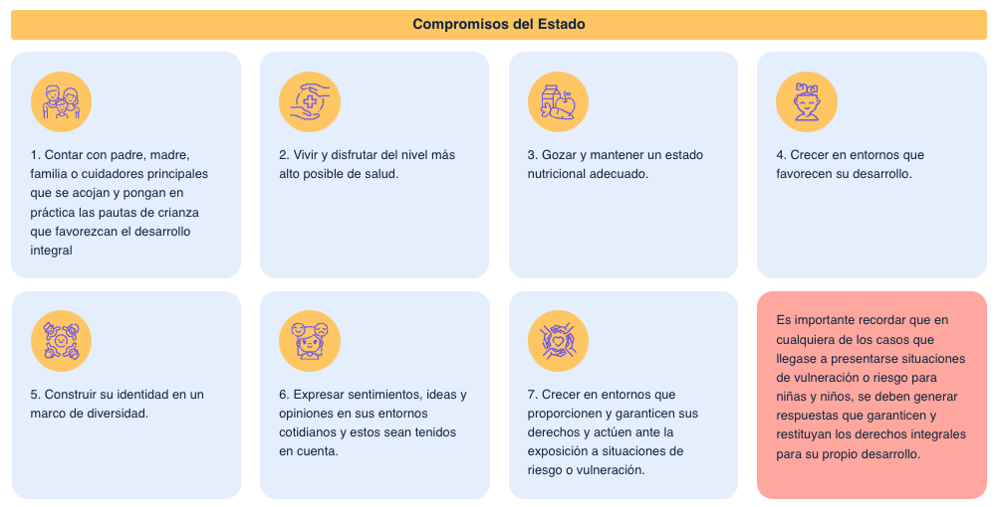 Compromisos del Estado
1. Contar con padre, madre,
familia o cuidadores principales
que se acojan y pongan en
práctica las pautas de crianza
que favorezcan el desarrollo
integral
2. Vivir y disfrutar del nivel más
alto posible de salud.
3. Gozar y mantener un estado
nutricional adecuado.
4. Crecer en entornos que
favorecen su desarrollo.
5. Construir su identidad en un
marco de diversidad.
6. Expresar sentimientos, ideas y
opiniones en sus entornos
cotidianos y estos sean tenidos
en cuenta.
7. Crecer en entornos que
proporcionen y garanticen sus
derechos y actúen ante la
exposición a situaciones de
riesgo o vulneración.
Es importante recordar que en
cualquiera de los casos que
llegase a presentarse situaciones
de vulneración o riesgo para
niñas y niños, se deben generar
respuestas que garanticen y
restituyan los derechos integrales
para su propio desarrollo.